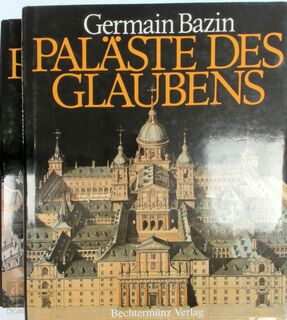 Germain Bazin
PALÄSTE DES
GLAUBENS
Bechtermünz Verlag